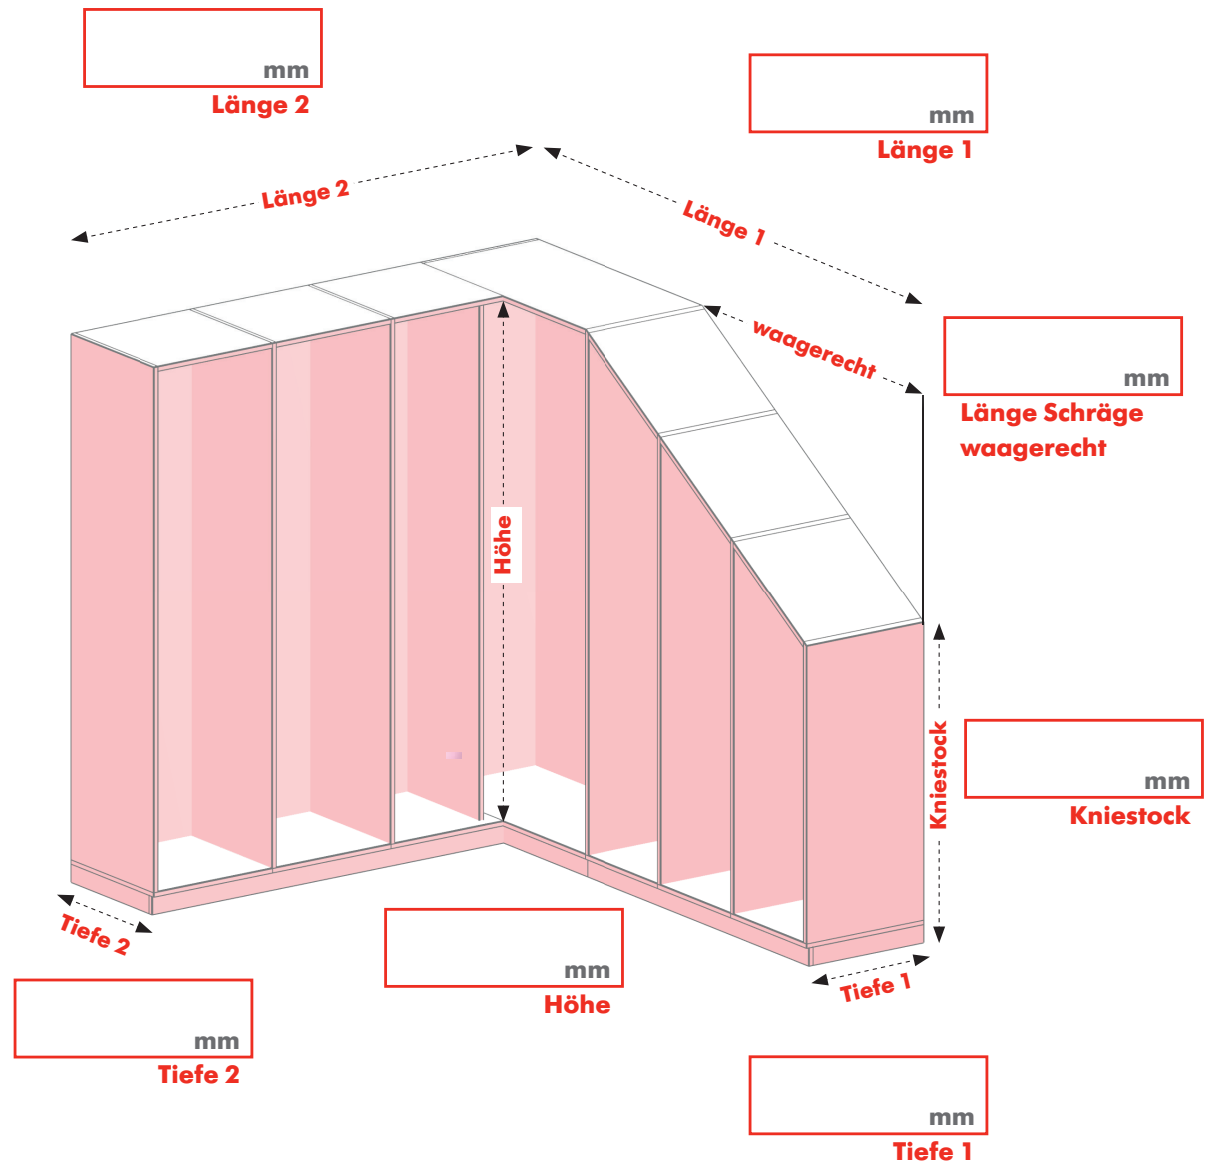 mm
Länge 2
mm
Länge 1
Länge 2
Länge 1
waagerecht
mm
Länge Schräge
waagerecht
Höhe
Kniestock
mm
Kniestock
Tiefe 2
mm
Höhe
Tiefe 1
mm
Tiefe 2
mm
Tiefe 1